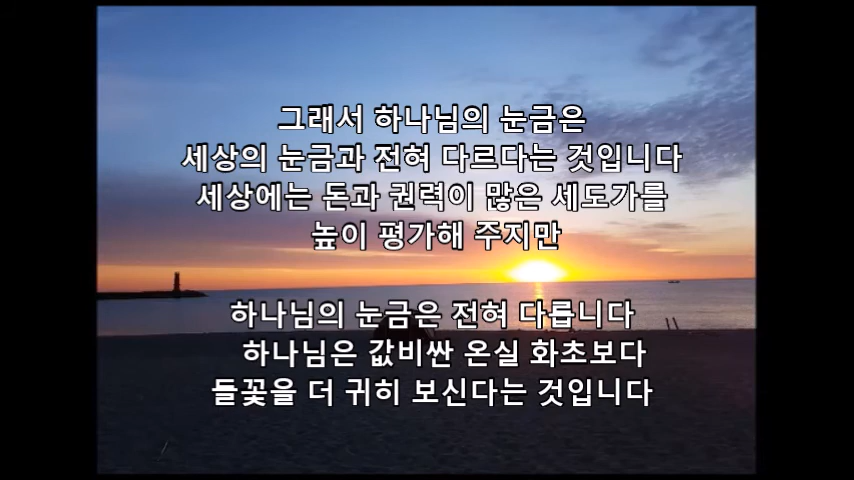 그래서 하나님의 눈금은
세상의 눈금과 전혀 다르다는 것입니다
세상에는 돈과 권력이 많은 세도가를
높이 평가해 주지만
하나님의 눈금은 전혀 다릅니다
하나님은 값비싼 온실 화초보다
들꽃을 더 귀히 보신다는 것입니다